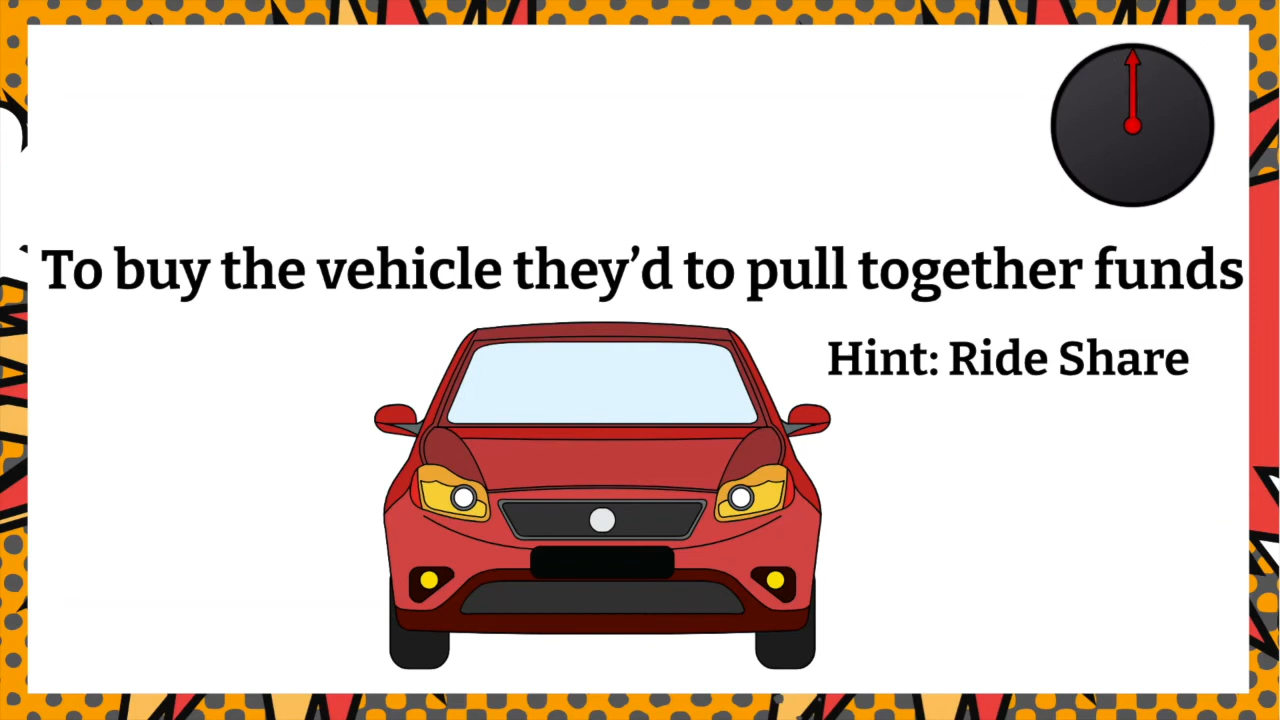 To buy the vehicle they’d to pull together funds
Hint: Ride Share